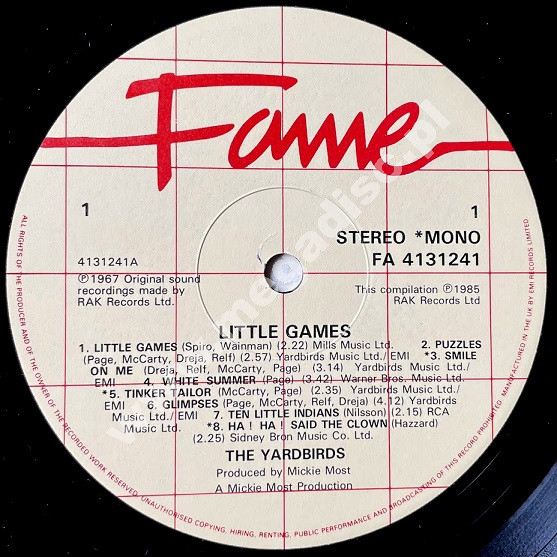 Fame
1
1
STEREO *MONO
FA 4131241
4131241A
℗1967 Original sound
recordings made by
RAK Records Ltd.
This compilation ℗1985
RAK Records Ltd
LITTLE GAMES
1. LITTLE GAMES (Spiro, Wainman) (2.22) Mills Music Ltd. 2. PUZZLES
(Page, McCarty, Dreja, Relf) (2.57) Yardbirds Music Ltd./EMI *3. SMILE
ON ME (Dreja, Relf, McCarty, Page) (3.14) Yardbirds Music Ltd./
EMI 4. WHITE SUMMER (Page) (3.42) Warner Bros. Music Ltd.
*5. TINKER TAILOR (McCarty, Page) (2.35) Yardbirds Music Ltd./
EMI 6. GLIMPSES (Page, McCarty, Relf, Dreja) (4.12) Yardbirds
Music Ltd./EMI 7. TEN LITTLE INDIANS (Nilsson) (2.15) RCA
Music Ltd. *8. HA! HA! SAID THE CLOWN (Hazzard)
(2.25) Sidney Bron Music Co. Ltd.
THE YARDBIRDS
Produced by Mickie Most
A Mickie Most Production
ALL RIGHTS OF THE PRODUCER AND OF THE OWNER OF THE RECORDED WORK RESERVED. UNAUTHORISED COPYING, HIRING, RENTING, PUBLIC PERFORMANCE AND BROADCASTING OF THIS RECORD PROHIBITED.
MANUFACTURED IN THE UK BY EMI RECORDS LIMITED